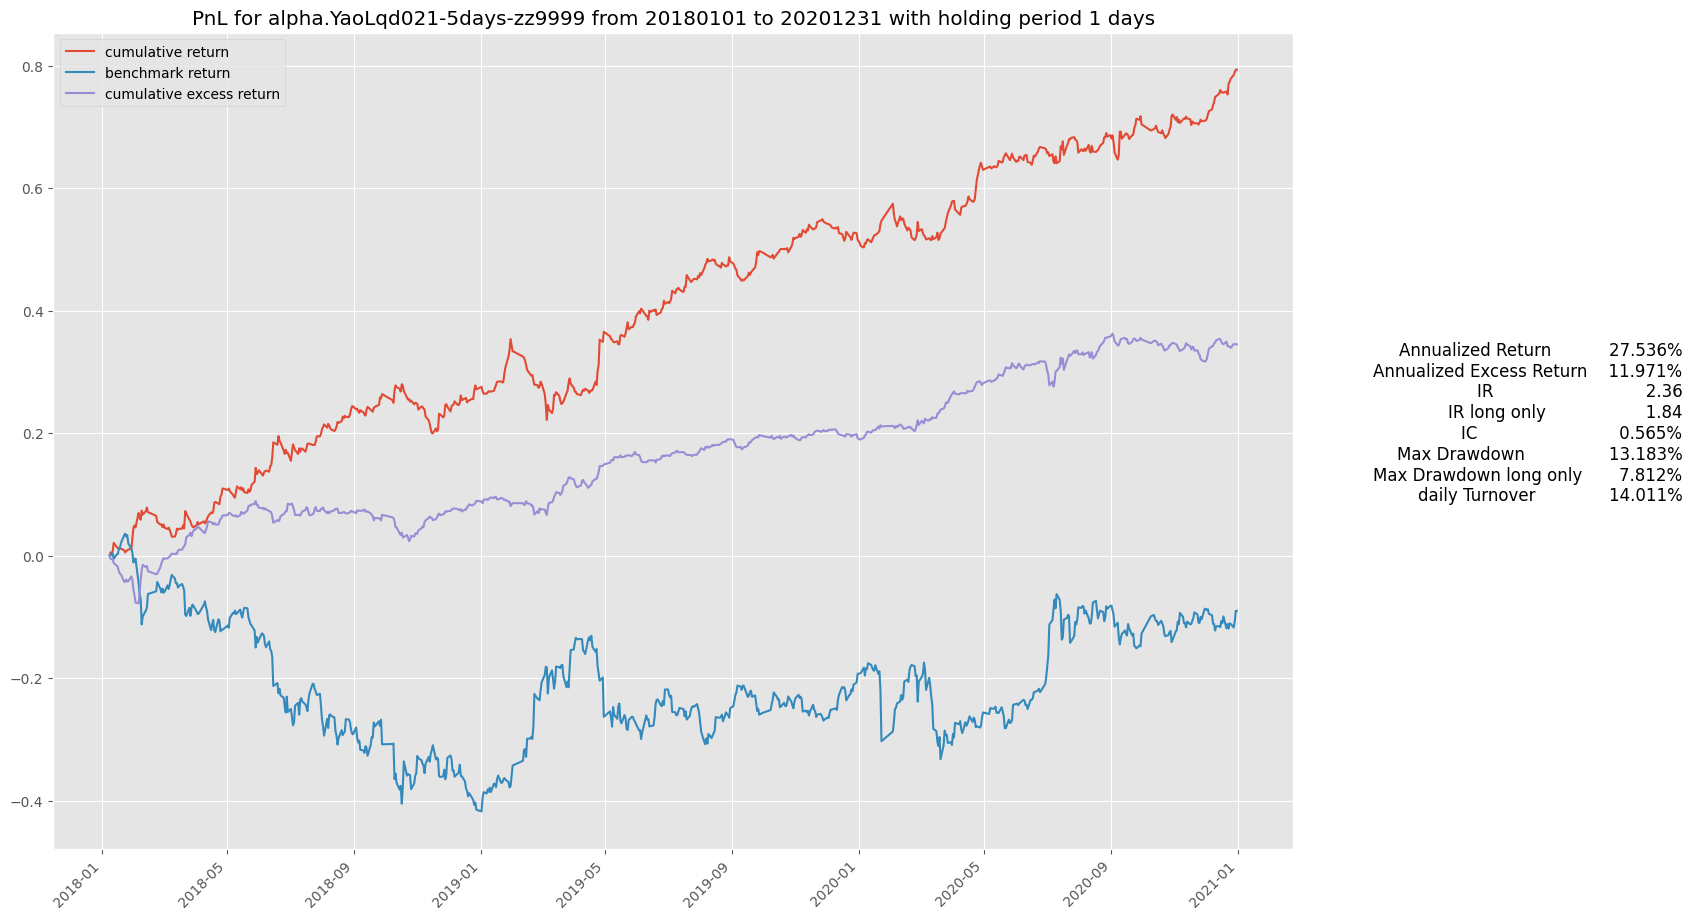 PnL for alpha.YaoLqd021-5days-zz9999 from 20180101 to 20201231 with holding period 1 days
cumulative return
benchmark return
cumulative excess return
0.8
0.6
0.4
0.2
0.0
−0.2
−0.4
2018-01
2018-05
2018-09
2019-01
2019-05
2019-09
2020-01
2020-05
2020-09
2021-01
Annualized Return 27.536%
Annualized Excess Return 11.971%
IR 2.36
IR long only 1.84
IC 0.565%
Max Drawdown 13.183%
Max Drawdown long only 7.812%
daily Turnover 14.011%